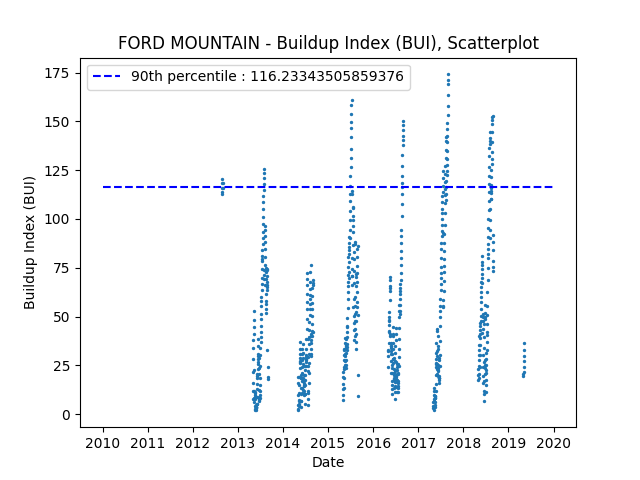 FORD MOUNTAIN - Buildup Index (BUI), Scatterplot
90th percentile : 116.23343505859376
175
150
125
100
75
50
25
0
Buildup Index (BUI)
2010 2011 2012 2013 2014 2015 2016 2017 2018 2019 2020
Date